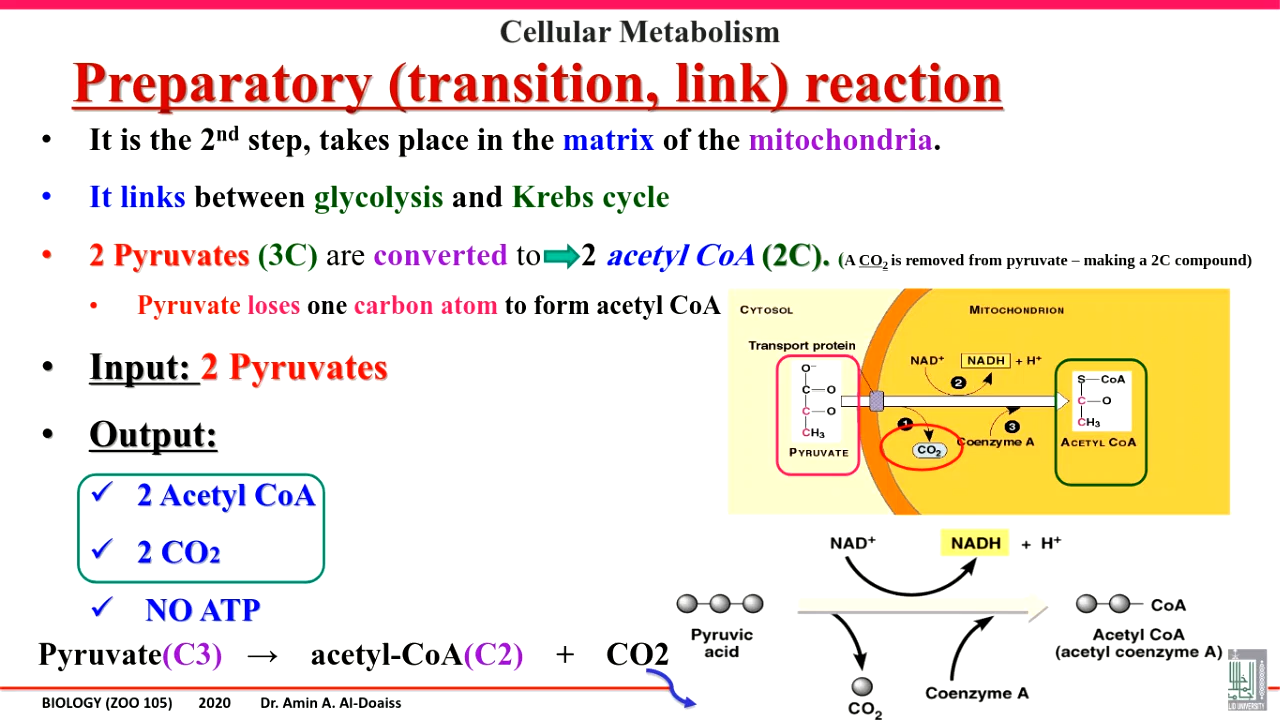 Cellular Metabolism
Preparatory (transition, link) reaction
• It is the 2nd step, takes place in the matrix of the mitochondria.
• It links between glycolysis and Krebs cycle
• 2 Pyruvates (3C) are converted to 2 acetyl CoA (2C). (A CO2 is removed from pyruvate – making a 2C compound)
• Pyruvate loses one carbon atom to form acetyl CoA
• Input: 2 Pyruvates
• Output:
✓ 2 Acetyl CoA
✓ 2 CO2
✓ NO ATP
Pyruvate(C3) → acetyl-CoA(C2) + CO2
CYTOSOL
MITOCHONDRION
Transport protein
NAD+ NADH + H+
2
O–
C—O
C—O
CH3
PYRUVATE
1
CO2
3
Coenzyme A
S—CoA
C—O
CH3
ACETYL COA
NAD+ NADH + H+
Pyruvic
acid
CoA
Acetyl CoA
(acetyl coenzyme A)
CO2
Coenzyme A
BIOLOGY (ZOO 105) 2020 Dr. Amin A. Al-Doaiss